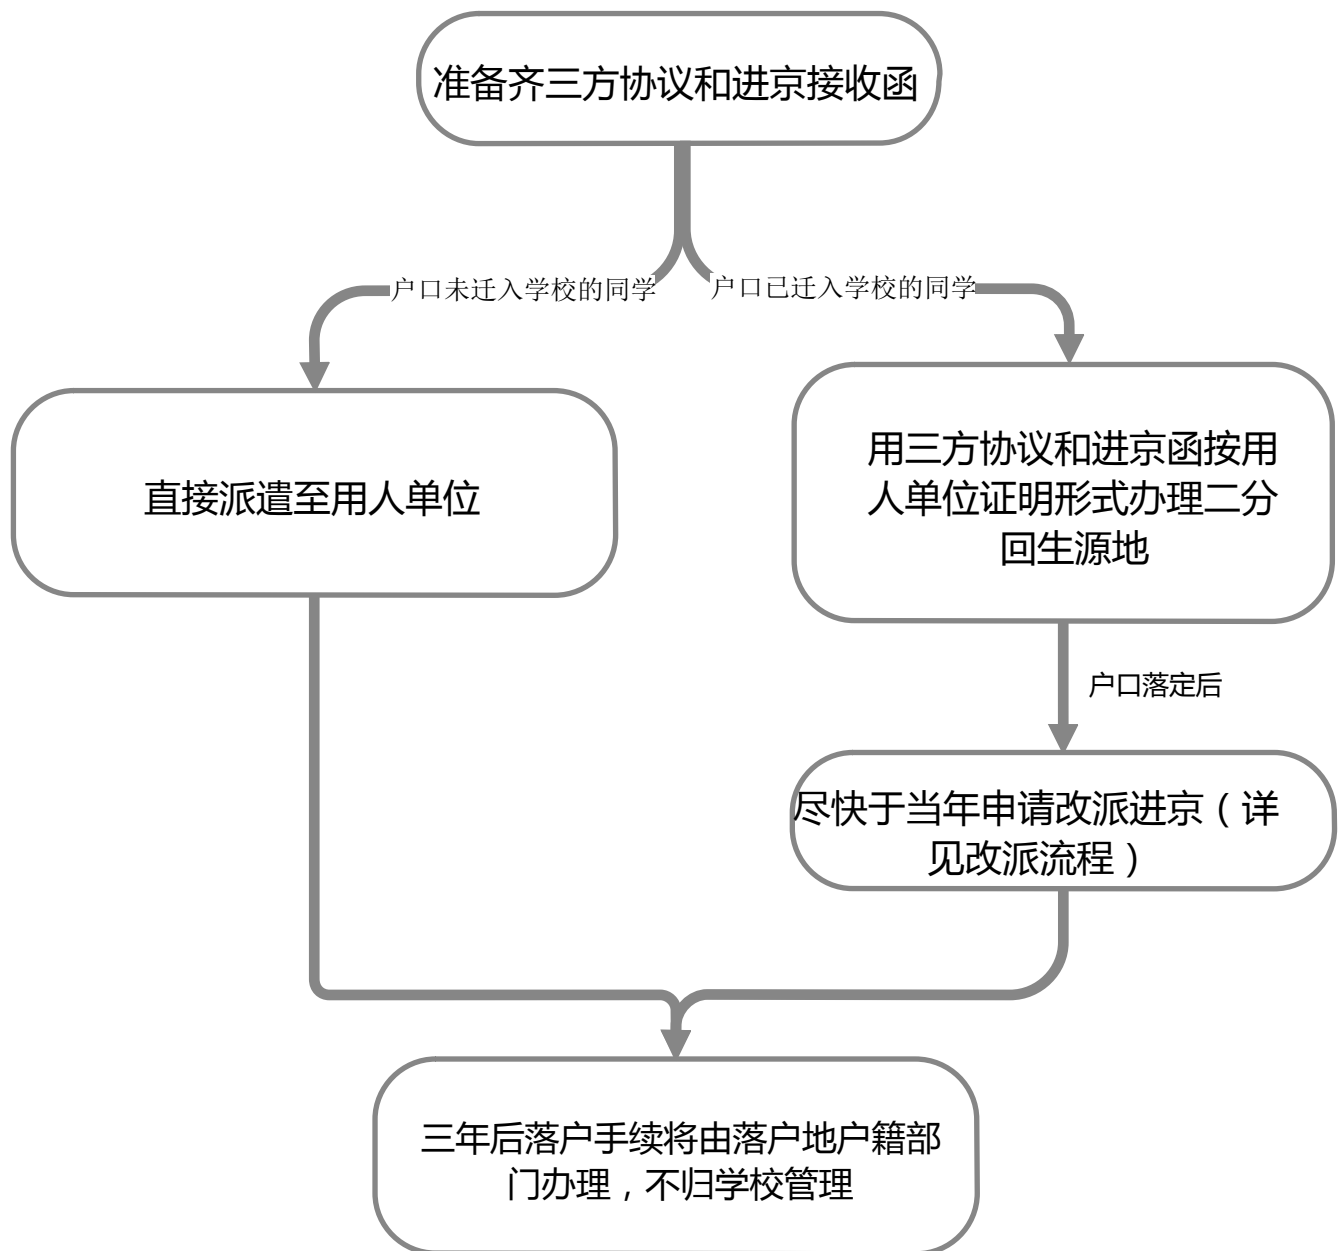 准备齐三方协议和进京接收函
户口未迁入学校的同学
户口已迁入学校的同学
直接派遣至用人单位
用三方协议和进京函按用
人单位证明形式办理二分
回生源地
户口落定后
尽快于当年申请改派进京（详
见改派流程）
三年后落户手续将由落户地户籍部
门办理，不归学校管理